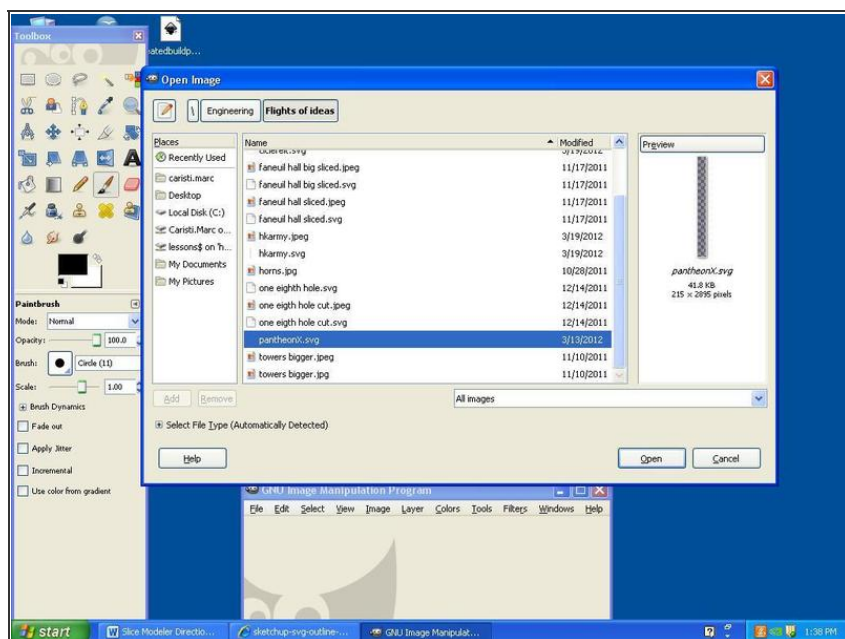 atedbuildp...
Toolbox
Open Image
\ Engineering Flights of ideas
Places
Recently Used
caristi.marc
Desktop
Local Disk (C:)
Caristi.Marc o...
lessons$ on 'h...
My Documents
My Pictures
Name Modified
faneuil hall big sliced.jpeg 11/17/2011
faneuil hall big sliced.svg 11/17/2011
faneuil hall sliced.jpeg 11/17/2011
faneuil hall sliced.svg 11/17/2011
hkarmy.jpeg 3/19/2012
hkarmy.svg 3/19/2012
horns.jpg 10/28/2011
one eighth hole.svg 12/14/2011
one eigth hole cut.jpeg 12/14/2011
one eigth hole cut.svg 12/14/2011
pantheonX.svg 3/13/2012
towers bigger.jpeg 11/10/2011
towers bigger.jpg 11/10/2011
Preview
pantheonX.svg
41.8 KB
215 × 2895 pixels
Add Remove
All images
Select File Type (Automatically Detected)
Help Open Cancel
Paintbrush
Mode: Normal
Opacity: 100.0
Brush: Circle (11)
Scale: 1.00
Brush Dynamics
Fade out
Apply Jitter
Incremental
Use color from gradient
GNU Image Manipulation Program
File Edit Select View Image Layer Colors Tools Filters Windows Help
start
Slice Modeler Directio...
sketchup-svg-outline-...
GNU Image Manipulat...
1:38 PM